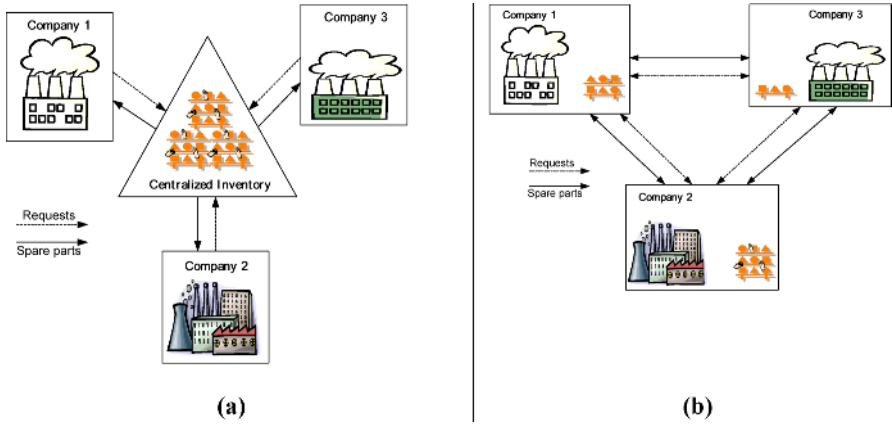 Company 1
Company 3
Centralized Inventory
Requests
Spare parts
Company 2
(a)
Company 1
Company 3
Requests
Spare parts
Company 2
(b)